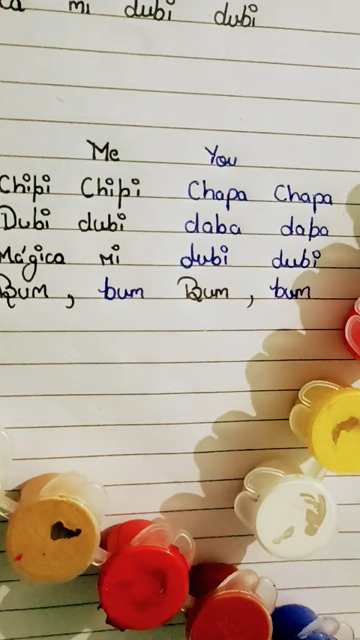 mi dubi dubi
Me You
Chipi Chipi Chapa Chapa
Dubi dubi daba daba
Mágica mi dubi dubi
Bum, bum Bum, bum